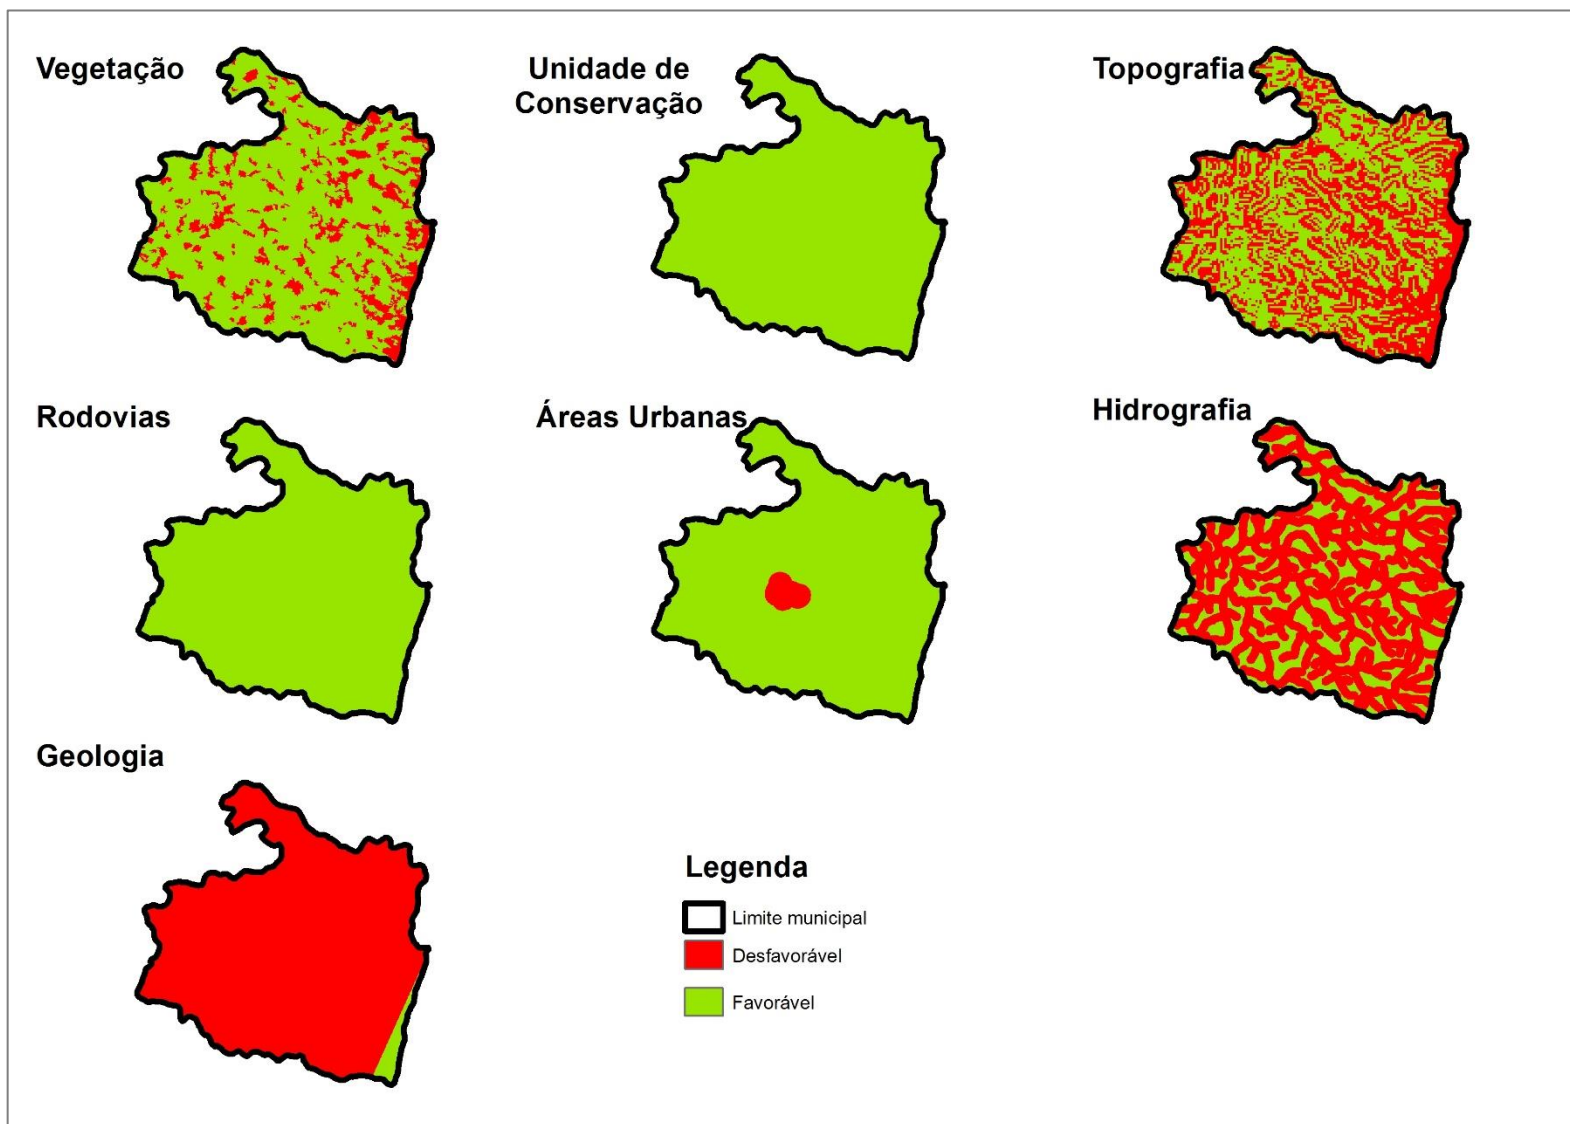 Vegetação
Unidade de
Conservação
Topografia
Rodovias
Áreas Urbanas
Hidrografia
Geologia
Legenda
Limite municipal
Desfavorável
Favorável